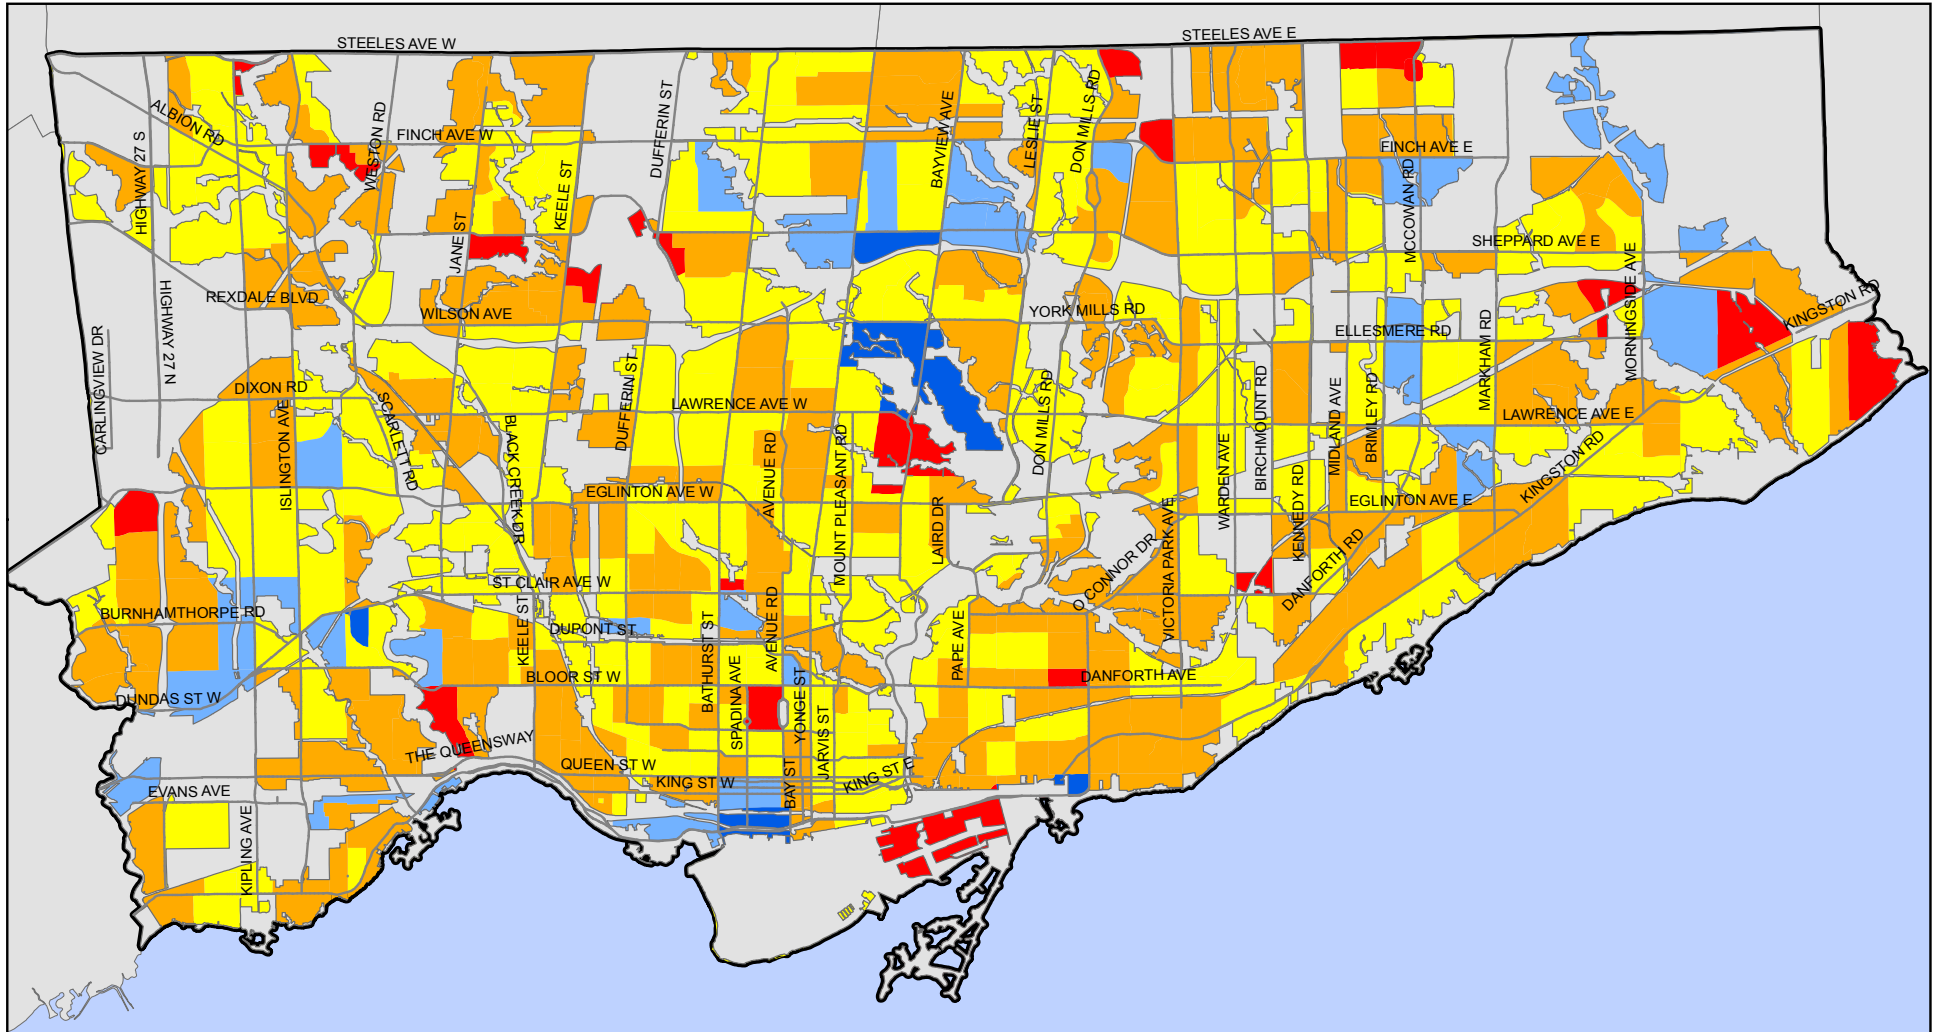 STEELES AVE W
STEELES AVE E
ALBION RD
HIGHWAY 27 S
WESTON RD
FINCH AVE W
DUFFERIN ST
KEELE ST
JANE ST
BAYVIEW AVE
LESLIE ST
DON MILLS RD
FINCH AVE E
MCCOWAN RD
SHEPPARD AVE E
MORNINGSIDE AVE
REXDALE BLVD
HIGHWAY 27 N
WILSON AVE
YORK MILLS RD
ELLESMERE RD
KINGSTON RD
CARLINGVIEW DR
DIXON RD
ISLINGTON AVE
SCARLETT RD
BLACK CREEK DR
DUFFERIN ST
LAWRENCE AVE W
AVENUE RD
MOUNT PLEASANT RD
DON MILLS RD
WARDEN AVE
BIRCHMOUNT RD
KENNEDY RD
MIDLAND AVE
BRIMLEY RD
MARKHAM RD
LAWRENCE AVE E
KINGSTON RD
EGLINTON AVE W
EGLINTON AVE E
LAIRD DR
VICTORIA PARK AVE
O CONNOR DR
DANFORTH RD
ST CLAIR AVE W
BURNHAMTHORPE RD
KEELE ST
DUPONT ST
BATHURST ST
AVENUE RD
PAPE AVE
DUNDAS ST W
BLOOR ST W
SPADINA AVE
YONGE ST
JARVIS ST
DANFORTH AVE
THE QUEENSWAY
QUEEN ST W
KING ST W
BAY ST
KING ST E
EVANS AVE
KIPLING AVE